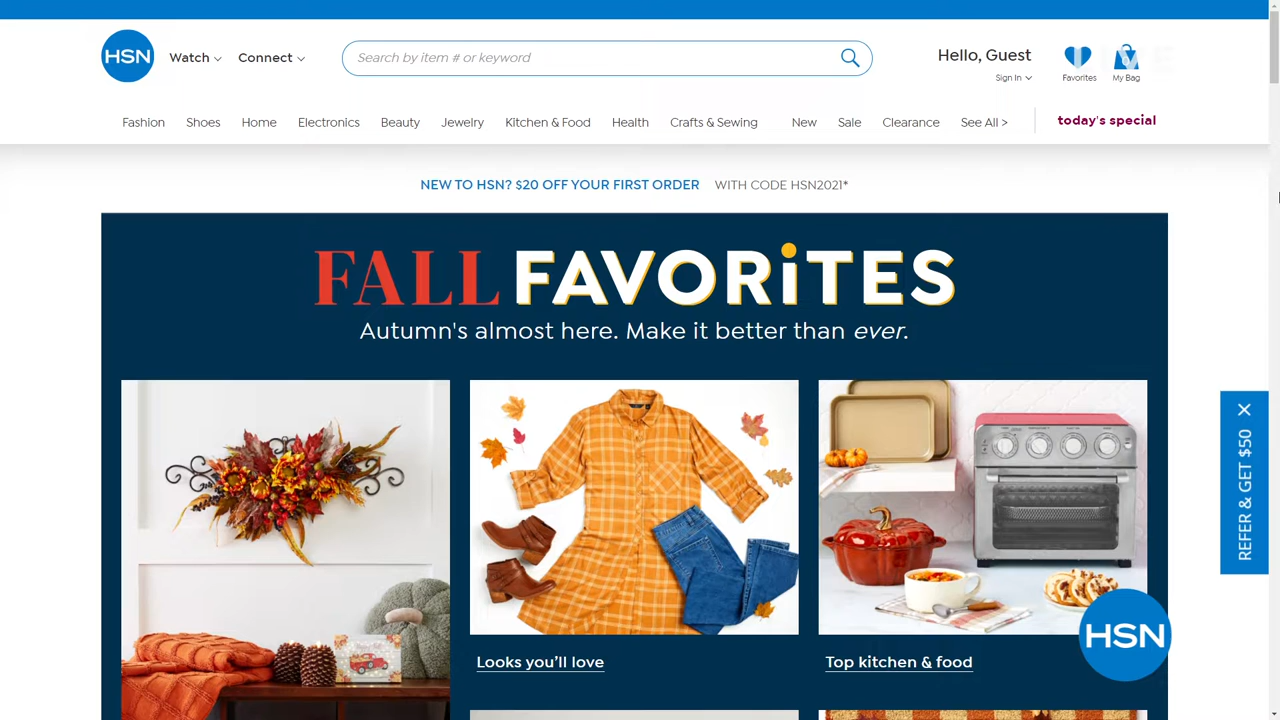 HSN
Watch
Connect
Search by item # or keyword
Hello, Guest
Sign In
Favorites
My Bag
Fashion
Shoes
Home
Electronics
Beauty
Jewelry
Kitchen & Food
Health
Crafts & Sewing
New
Sale
Clearance
See All >
today's special
NEW TO HSN? $20 OFF YOUR FIRST ORDER WITH CODE HSN2021*
FALL FAVORiTES
Autumn's almost here. Make it better than ever.
REFER & GET $50
HSN
Looks you'll love
Top kitchen & food